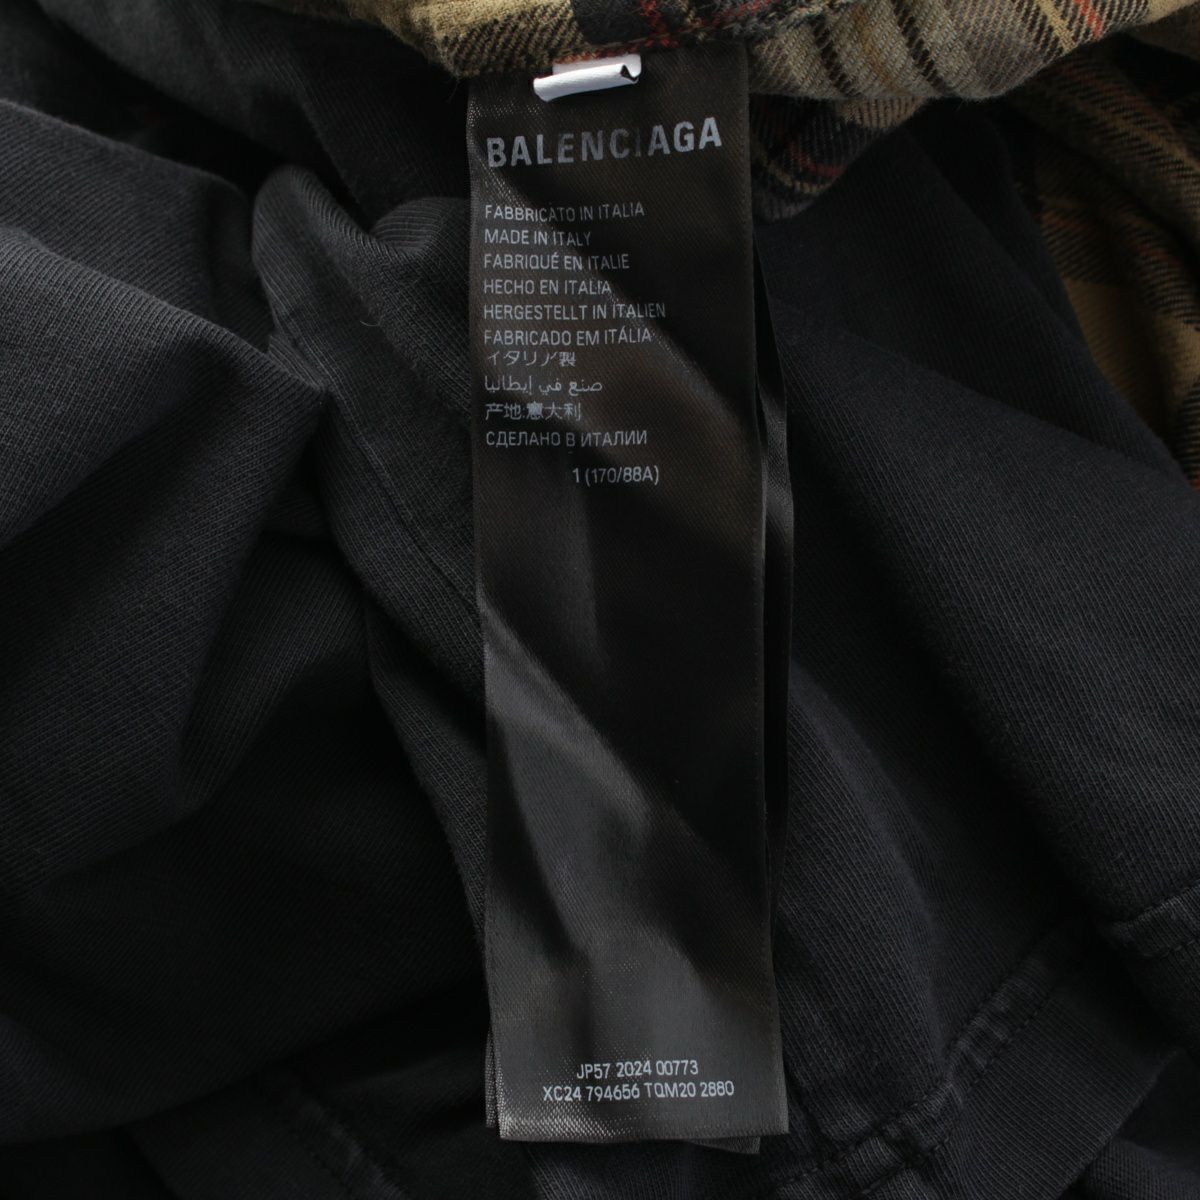 BALENCIAGA
FABBRICATO IN ITALIA
MADE IN ITALY
FABRIQUÉ EN ITALIE
HECHO EN ITALIA
HERGESTELLT IN ITALIEN
FABRICADO EM ITÁLIA
イタリア製
صنع في إيطاليا
产地:意大利
СДЕЛАНО В ИТАЛИИ
1 (170/88A)
JP57 2024 00773
XC24 794656 TQM20 2880